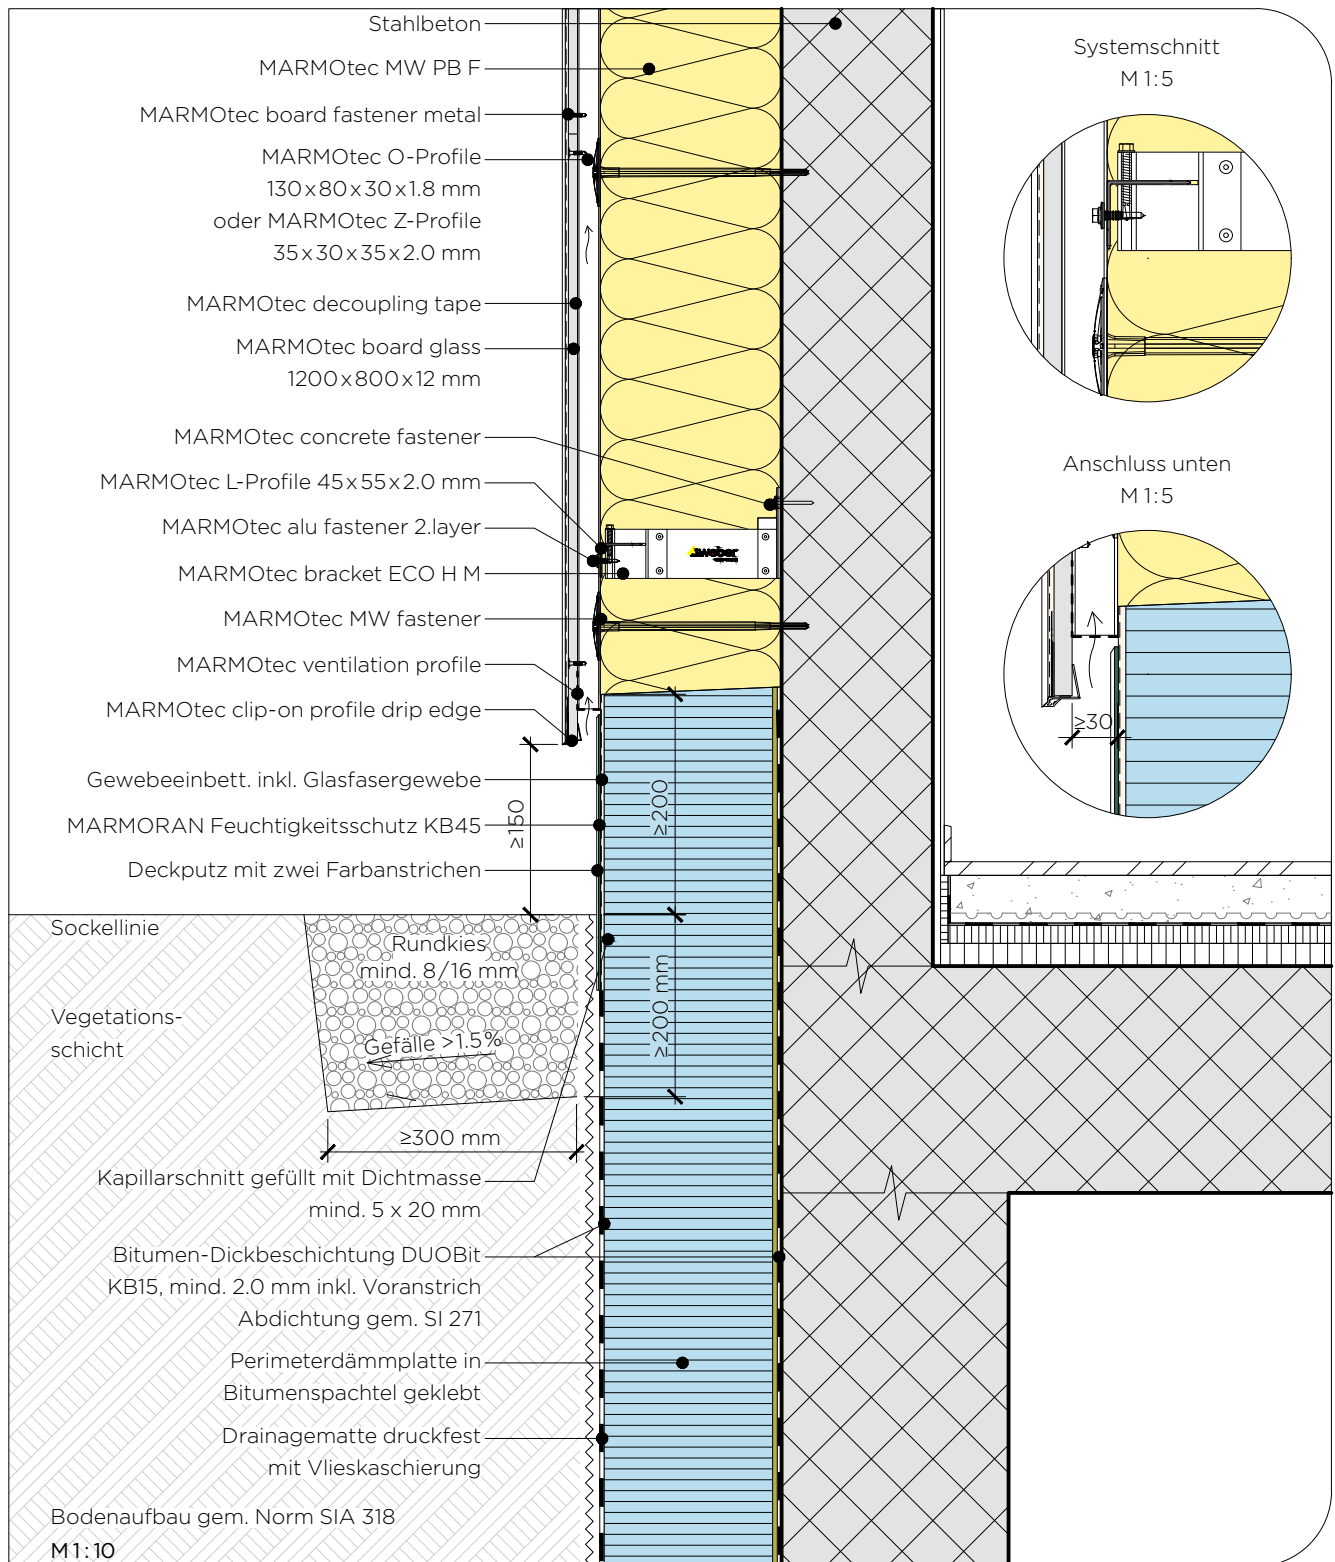 Stahlbeton
MARMOtec MW PB F
MARMOtec board fastener metal
MARMOtec O-Profile
130x80x30x1.8 mm
oder MARMOtec Z-Profile
35x30x35x2.0 mm
MARMOtec decoupling tape
MARMOtec board glass
1200x800x12 mm
MARMOtec concrete fastener
MARMOtec L-Profile 45x55x2.0 mm
MARMOtec alu fastener 2.layer
MARMOtec bracket ECO H M
MARMOtec MW fastener
MARMOtec ventilation profile
MARMOtec clip-on profile drip edge
Gewebeeinbett. inkl. Glasfasergewebe
MARMORAN Feuchtigkeitsschutz KB45
Deckputz mit zwei Farbanstrichen
weber
≥150
≥200
≥200 mm
Sockellinie
Rundkies
mind. 8/16 mm
Vegetations-
schicht
Gefälle >1.5%
≥300 mm
Kapillarschnitt gefüllt mit Dichtmasse
mind. 5 x 20 mm
Bitumen-Dickbeschichtung DUOBit
KB15, mind. 2.0 mm inkl. Voranstrich
Abdichtung gem. SI 271
Perimeterdämmplatte in
Bitumenspachtel geklebt
Drainagematte druckfest
mit Vlieskaschierung
Bodenaufbau gem. Norm SIA 318
M 1:10
Systemschnitt
M 1:5
Anschluss unten
M 1:5
≥30